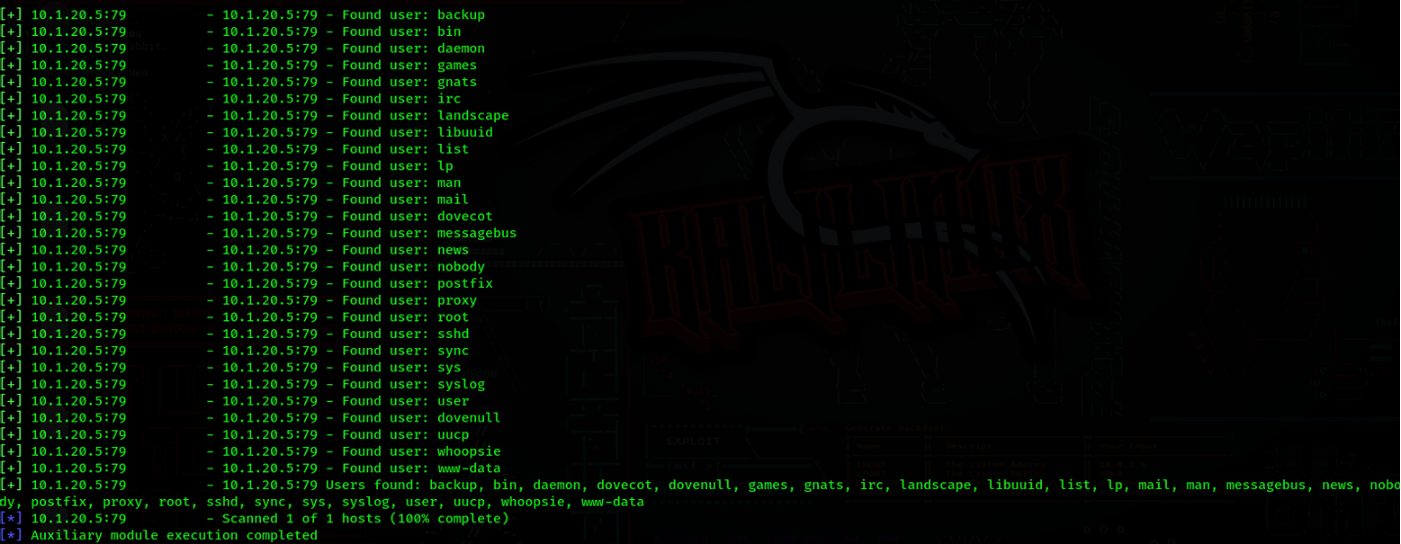 [+] 10.1.20.5:79 - 10.1.20.5:79 - Found user: backup
[+] 10.1.20.5:79 - 10.1.20.5:79 - Found user: bin
[+] 10.1.20.5:79 - 10.1.20.5:79 - Found user: daemon
[+] 10.1.20.5:79 - 10.1.20.5:79 - Found user: games
[+] 10.1.20.5:79 - 10.1.20.5:79 - Found user: gnats
[+] 10.1.20.5:79 - 10.1.20.5:79 - Found user: irc
[+] 10.1.20.5:79 - 10.1.20.5:79 - Found user: landscape
[+] 10.1.20.5:79 - 10.1.20.5:79 - Found user: libuuid
[+] 10.1.20.5:79 - 10.1.20.5:79 - Found user: list
[+] 10.1.20.5:79 - 10.1.20.5:79 - Found user: lp
[+] 10.1.20.5:79 - 10.1.20.5:79 - Found user: man
[+] 10.1.20.5:79 - 10.1.20.5:79 - Found user: mail
[+] 10.1.20.5:79 - 10.1.20.5:79 - Found user: dovecot
[+] 10.1.20.5:79 - 10.1.20.5:79 - Found user: messagebus
[+] 10.1.20.5:79 - 10.1.20.5:79 - Found user: news
[+] 10.1.20.5:79 - 10.1.20.5:79 - Found user: nobody
[+] 10.1.20.5:79 - 10.1.20.5:79 - Found user: postfix
[+] 10.1.20.5:79 - 10.1.20.5:79 - Found user: proxy
[+] 10.1.20.5:79 - 10.1.20.5:79 - Found user: root
[+] 10.1.20.5:79 - 10.1.20.5:79 - Found user: sshd
[+] 10.1.20.5:79 - 10.1.20.5:79 - Found user: sync
[+] 10.1.20.5:79 - 10.1.20.5:79 - Found user: sys
[+] 10.1.20.5:79 - 10.1.20.5:79 - Found user: syslog
[+] 10.1.20.5:79 - 10.1.20.5:79 - Found user: user
[+] 10.1.20.5:79 - 10.1.20.5:79 - Found user: dovenull
[+] 10.1.20.5:79 - 10.1.20.5:79 - Found user: uucp
[+] 10.1.20.5:79 - 10.1.20.5:79 - Found user: whoopsie
[+] 10.1.20.5:79 - 10.1.20.5:79 - Found user: www-data
[+] 10.1.20.5:79 - 10.1.20.5:79 Users found: backup, bin, daemon, dovecot, dovenull, games, gnats, irc, landscape, libuuid, list, lp, mail, man, messagebus, news, nobo
dy, postfix, proxy, root, sshd, sync, sys, syslog, user, uucp, whoopsie, www-data
[*] 10.1.20.5:79 - Scanned 1 of 1 hosts (100% complete)
[*] Auxiliary module execution completed
KALI LINUX
EXPLOIT